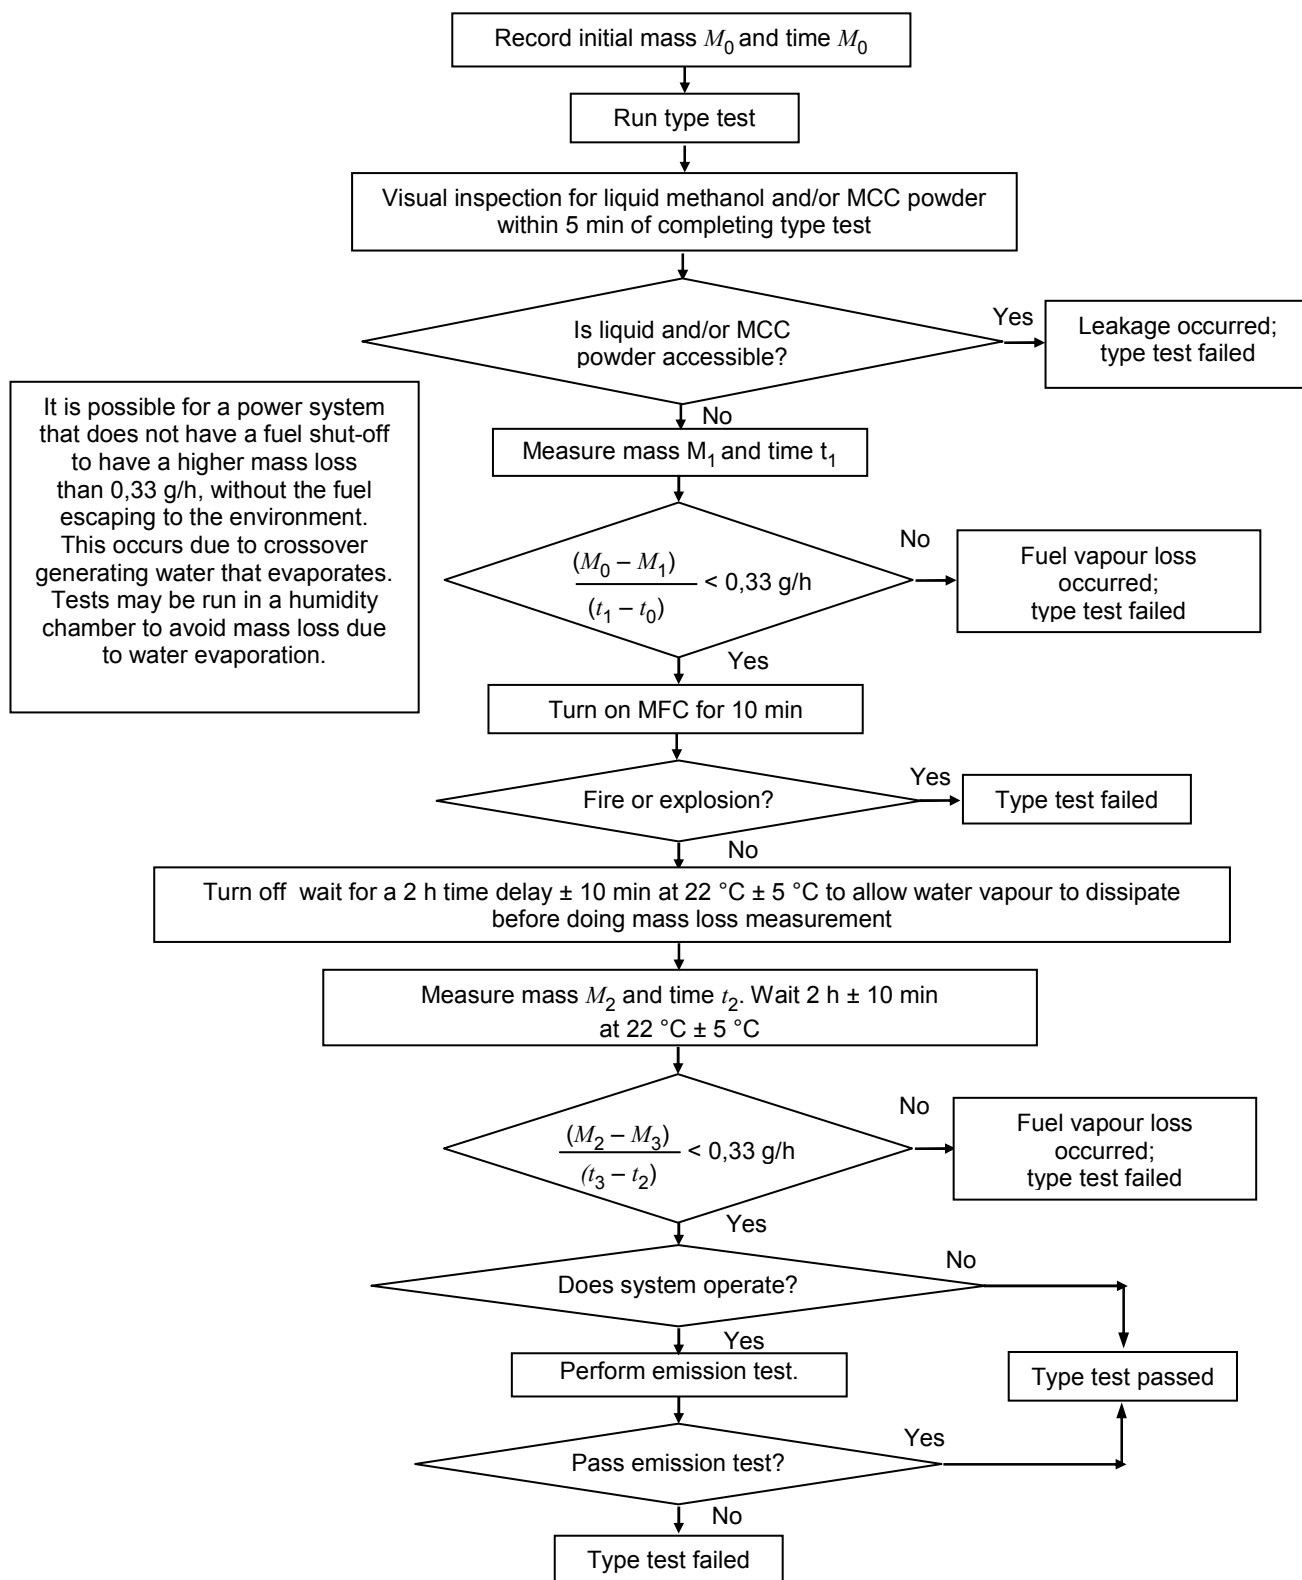 Record initial mass M0 and time M0
Run type test
Visual inspection for liquid methanol and/or MCC powder
within 5 min of completing type test
Is liquid and/or MCC
powder accessible?
Yes
Leakage occurred;
type test failed
No
It is possible for a power system
that does not have a fuel shut-off
to have a higher mass loss
than 0,33 g/h, without the fuel
escaping to the environment.
This occurs due to crossover
generating water that evaporates.
Tests may be run in a humidity
chamber to avoid mass loss due
to water evaporation.
Measure mass M1 and time t1
(M0 – M1)
(t1 – t0)
< 0,33 g/h
No
Fuel vapour loss
occurred;
type test failed
Yes
Turn on MFC for 10 min
Fire or explosion?
Yes
Type test failed
No
Turn off wait for a 2 h time delay ± 10 min at 22 °C ± 5 °C to allow water vapour to dissipate
before doing mass loss measurement
Measure mass M2 and time t2. Wait 2 h ± 10 min
at 22 °C ± 5 °C
(M2 – M3)
(t3 – t2)
< 0,33 g/h
No
Fuel vapour loss
occurred;
type test failed
Yes
Does system operate?
No
Yes
Perform emission test.
Type test passed
Pass emission test?
Yes
No
Type test failed